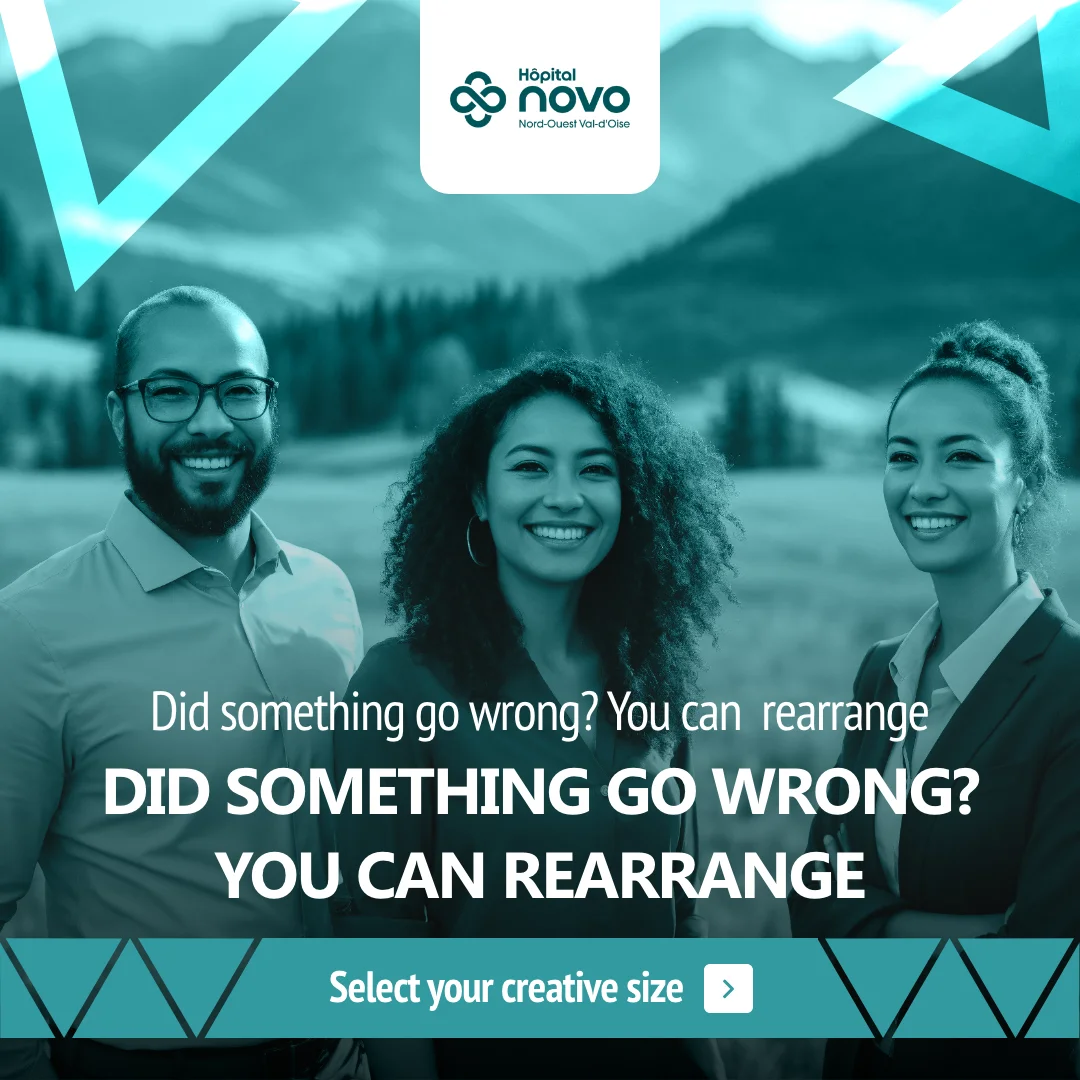 Hôpital
novo
Nord-Ouest Val-d'Oise
Did something go wrong? You can  rearrange
DID SOMETHING GO WRONG?
YOU CAN REARRANGE
Select your creative size